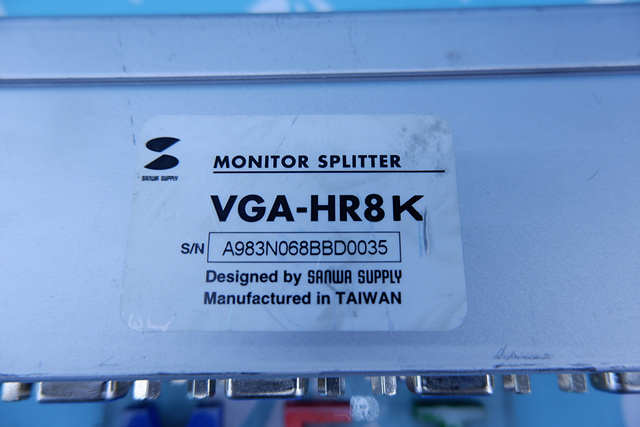 SANWA SUPPLY
MONITOR SPLITTER
VGA-HR8K
S/N A983N068BBD0035
Designed by SANWA SUPPLY
Manufactured in TAIWAN